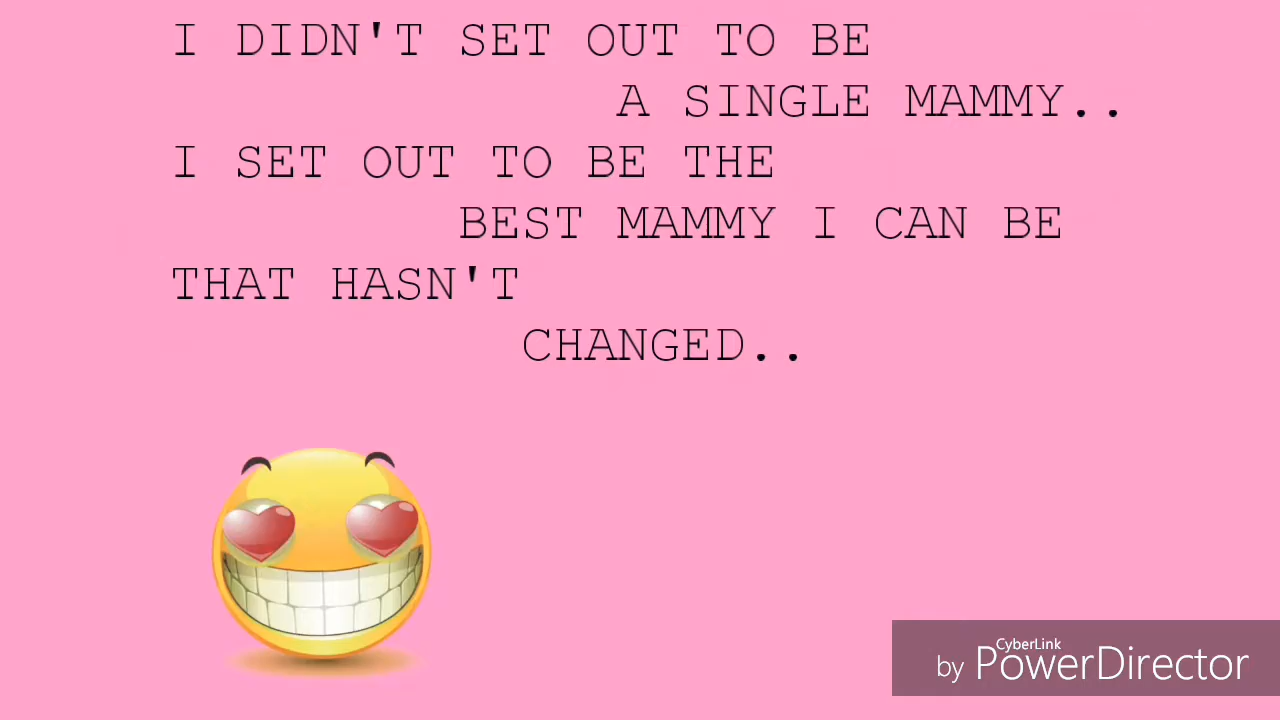 I DIDN'T SET OUT TO BE
A SINGLE MAMMY..
I SET OUT TO BE THE
BEST MAMMY I CAN BE
THAT HASN'T
CHANGED..
CyberLink
by PowerDirector